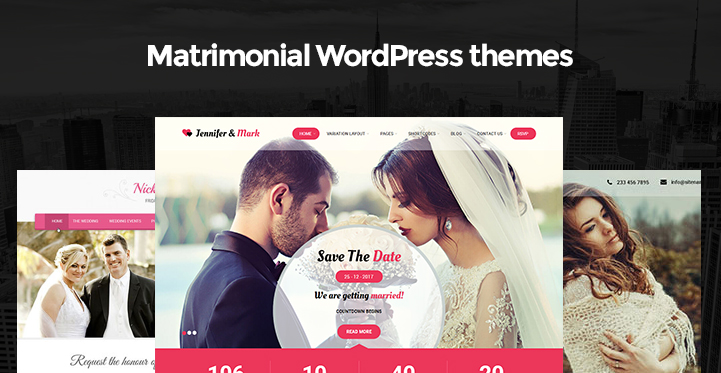 Matrimonial WordPress themes
Jennifer & Mark
HOME VARIATION LAYOUT PAGES SHORTCODES BLOG CONTACT US RSVP
Nick
HOME THE WEDDING WEDDING EVENTS
233 456 7895 info@sitema
Save The Date
25 - 12 - 2017
We are getting married!
COUNTDOWN BEGINS
READ MORE
Request the honour o
106 10 40 20